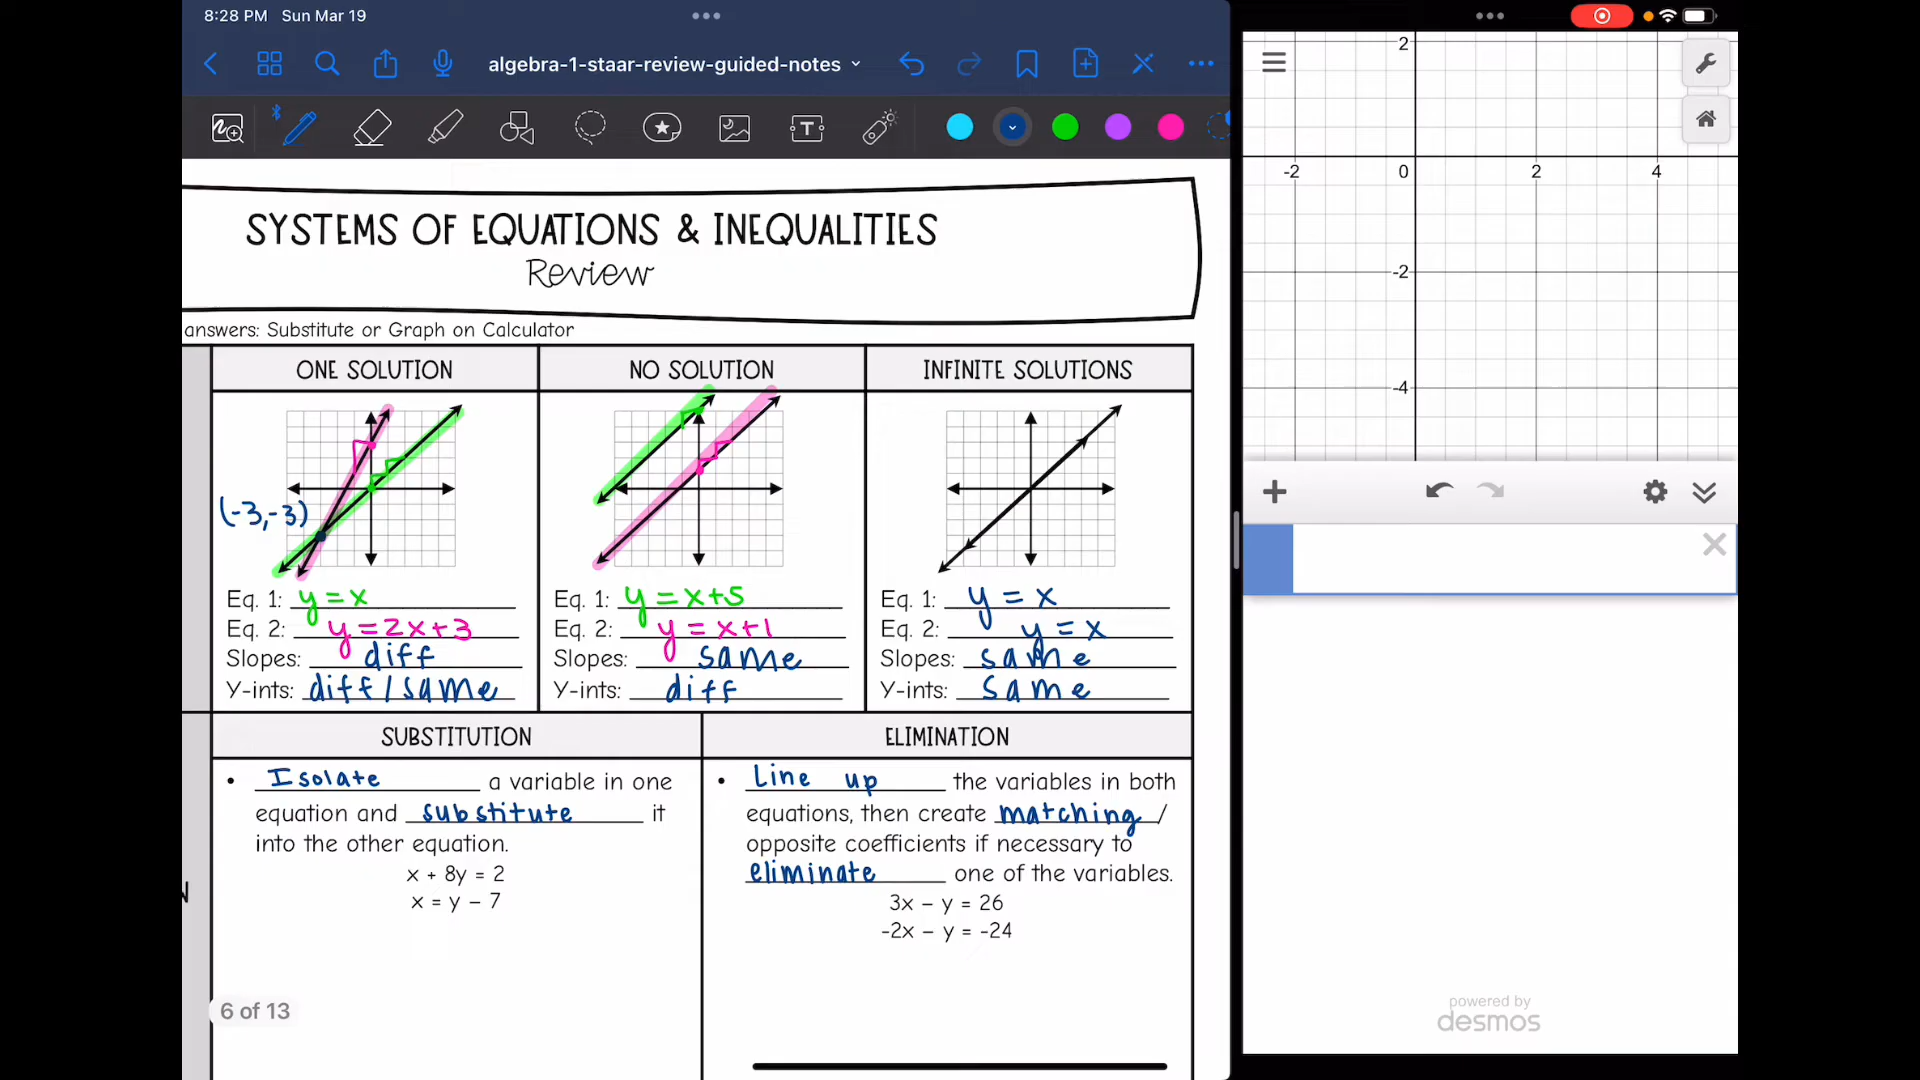 8:28 PM Sun Mar 19
algebra-1-staar-review-guided-notes
T
SYSTEMS OF EQUATIONS & INEQUALITIES
Review
answers: Substitute or Graph on Calculator
ONE SOLUTION
NO SOLUTION
INFINITE SOLUTIONS
(-3,-3)
Eq. 1: y = x
Eq. 2: y = 2x+3
Slopes: diff
Y-ints: diff/same
Eq. 1: y = x+5
Eq. 2: y = x+1
Slopes: same
Y-ints: diff
Eq. 1: y = x
Eq. 2: y = x
Slopes: same
Y-ints: same
SUBSTITUTION
• Isolate a variable in one
equation and substitute it
into the other equation.
x + 8y = 2
x = y – 7
ELIMINATION
• Line up the variables in both
equations, then create matching/
opposite coefficients if necessary to
eliminate one of the variables.
3x – y = 26
-2x – y = -24
N
6 of 13
2
-2 0 2 4
-2
-4
powered by
desmos